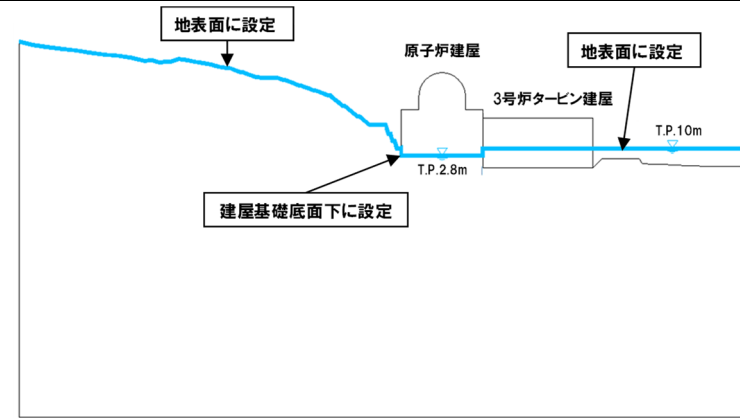 地表面に設定
原子炉建屋
地表面に設定
3号炉タービン建屋
T.P.10m
T.P.2.8m
建屋基礎底面下に設定